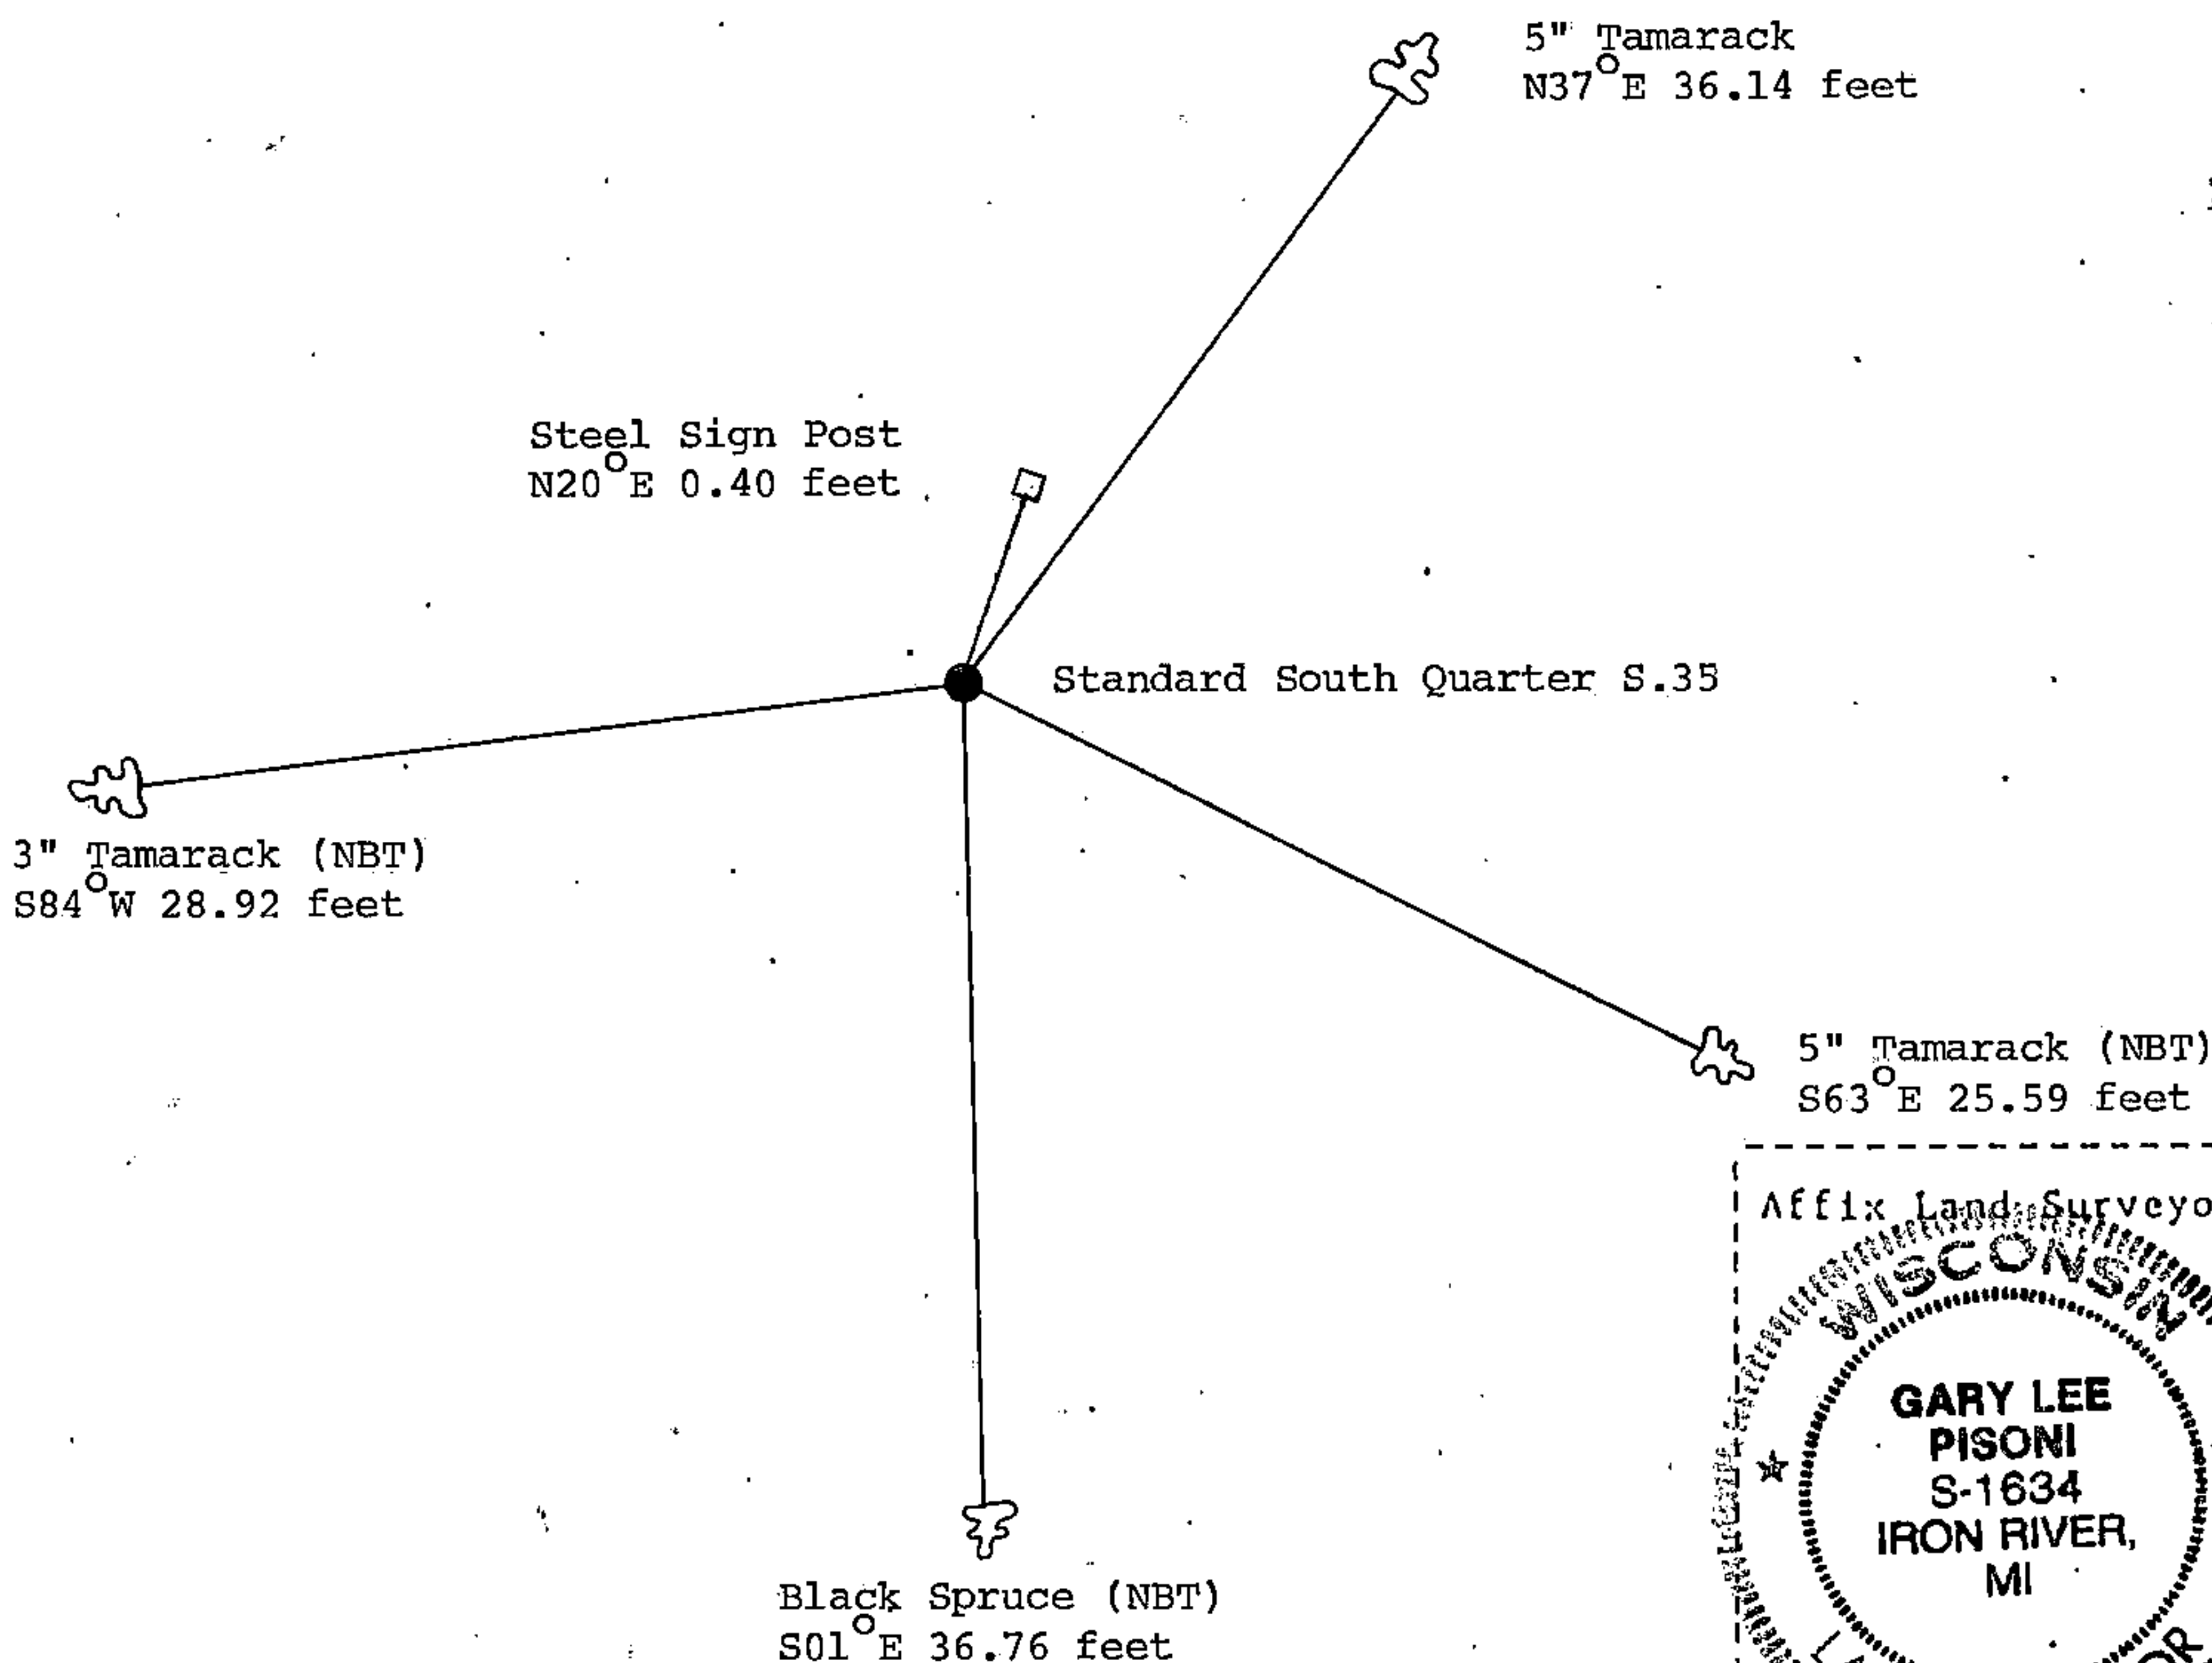 5" Tamarack
N37°E 36.14 feet
Steel Sign Post
N20°E 0.40 feet
Standard South Quarter S.35
3" Tamarack (NBT)
S84°W 28.92 feet
5" Tamarack (NBT)
S63°E 25.59 feet
Affix Land Surveyo
WISCONSIN
GARY LEE
PISONI
S-1634
IRON RIVER,
MI
Black Spruce (NBT)
S01°E 36.76 feet